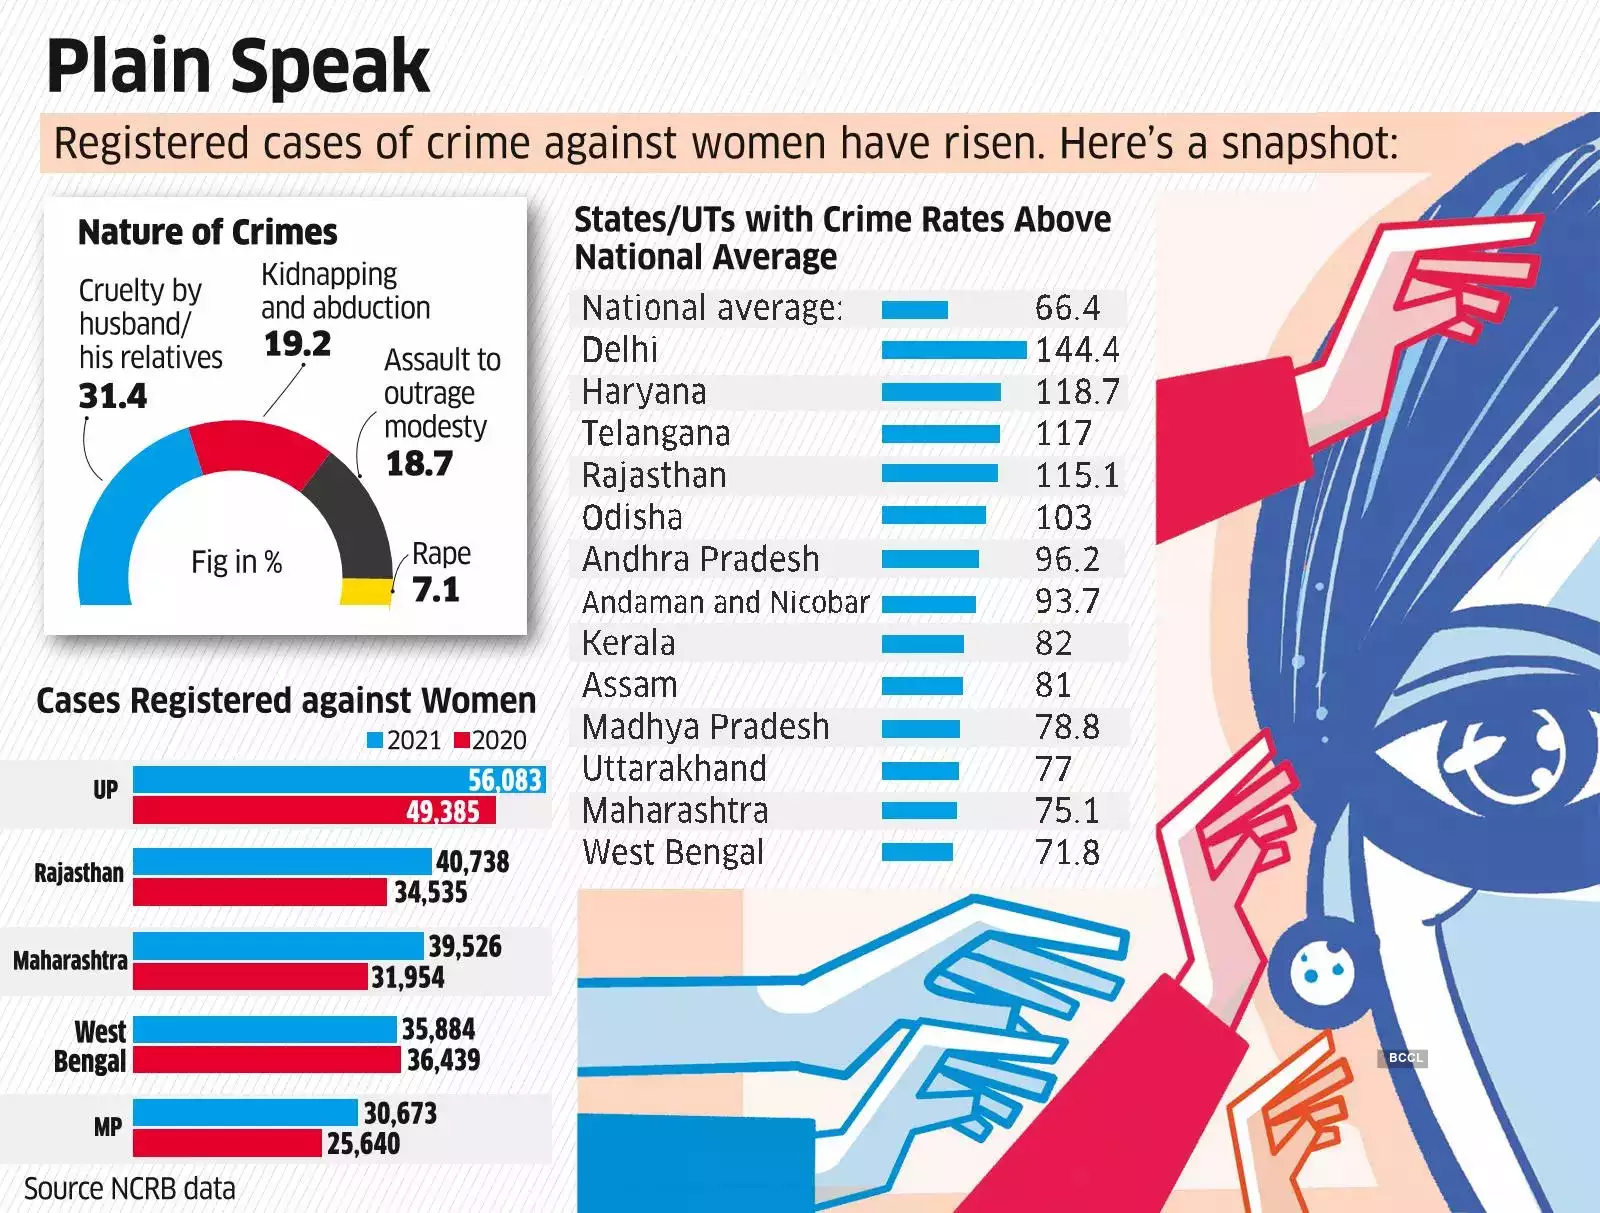 Plain Speak
Registered cases of crime against women have risen. Here's a snapshot:
Nature of Crimes
Cruelty by
husband/
his relatives
31.4
Kidnapping
and abduction
19.2
Assault to
outrage
modesty
18.7
Rape
7.1
Fig in %
Cases Registered against Women
2021 2020
UP
56,083
49,385
Rajasthan
40,738
34,535
Maharashtra
39,526
31,954
West
Bengal
35,884
36,439
MP
30,673
25,640
Source NCRB data
States/UTs with Crime Rates Above
National Average
National average: 66.4
Delhi 144.4
Haryana 118.7
Telangana 117
Rajasthan 115.1
Odisha 103
Andhra Pradesh 96.2
Andaman and Nicobar 93.7
Kerala 82
Assam 81
Madhya Pradesh 78.8
Uttarakhand 77
Maharashtra 75.1
West Bengal 71.8
BCCL